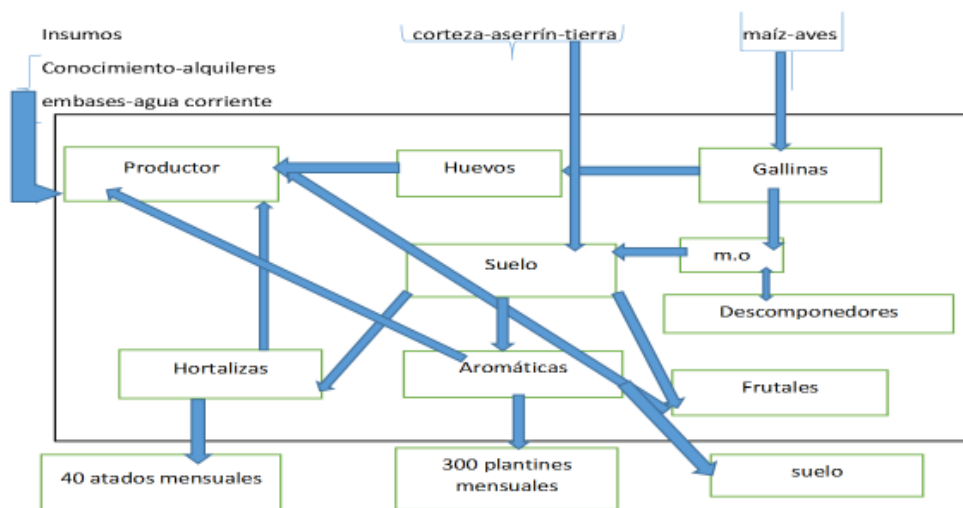 Insumos
Conocimiento-alquileres
embases-agua corriente
corteza-aserrín-tierra
maíz-aves
Productor
Huevos
Gallinas
Suelo
m.o
Descomponedores
Hortalizas
Aromáticas
Frutales
40 atados mensuales
300 plantines
mensuales
suelo